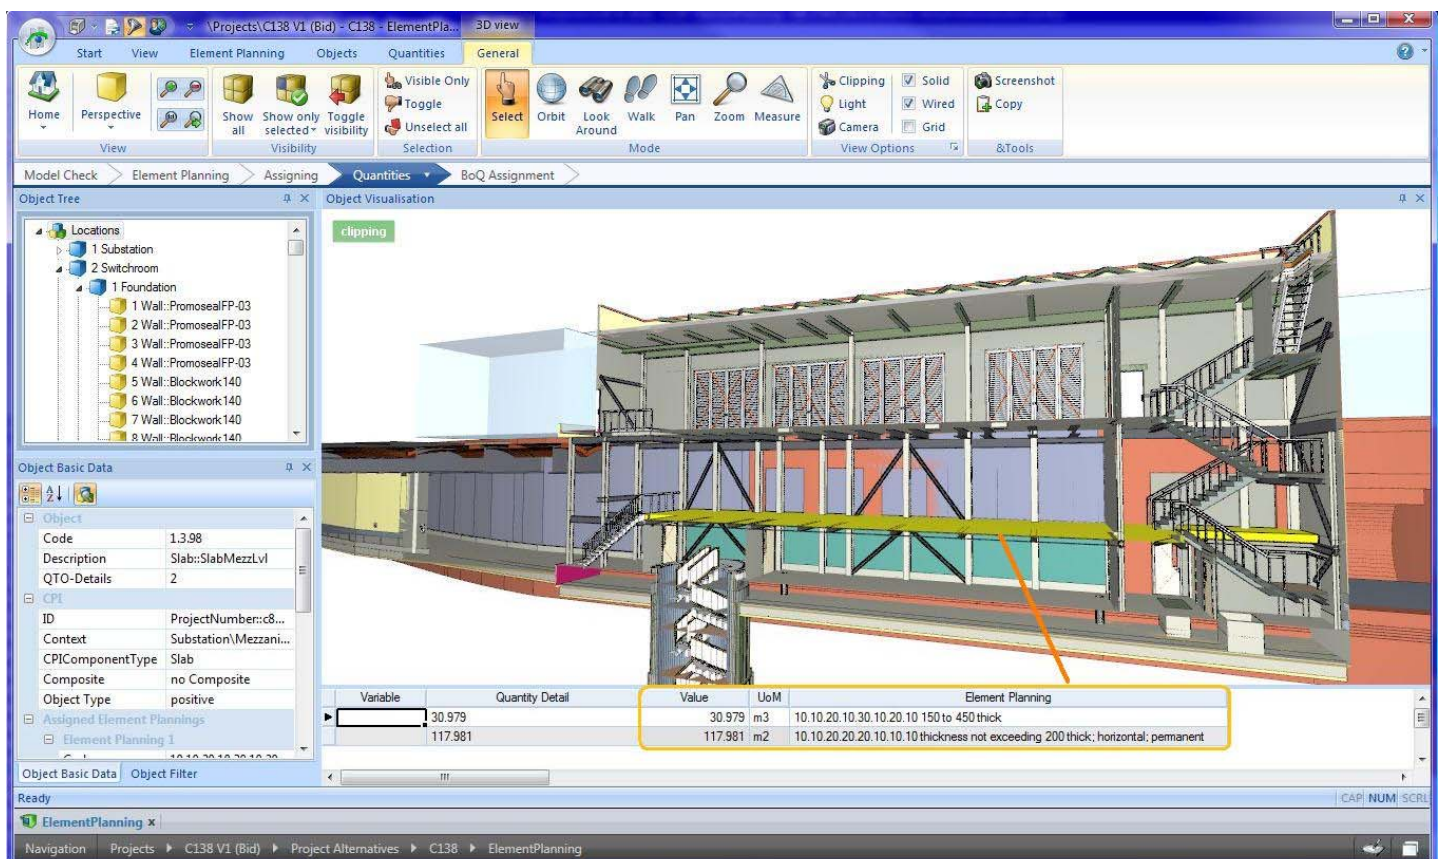 \Projects\C138 V1 (Bid) - C138 - ElementPla... 3D view
Start View Element Planning Objects Quantities General
Home Perspective
View
Show all Show only selected Toggle visibility
Visibility
Visible Only
Toggle
Unselect all
Selection
Select Orbit Look Around Walk Pan Zoom Measure
Mode
Clipping Solid
Light Wired
Camera Grid
View Options
Screenshot
Copy
&Tools
Model Check Element Planning Assigning Quantities BoQ Assignment
Object Tree
Locations
1 Substation
2 Switchroom
1 Foundation
1 Wall::PromosealFP-03
2 Wall::PromosealFP-03
3 Wall::PromosealFP-03
4 Wall::PromosealFP-03
5 Wall::Blockwork140
6 Wall::Blockwork140
7 Wall::Blockwork140
8 Wall::Blockwork140
Object Basic Data
Object
Code 1.3.98
Description Slab::SlabMezzLvl
QTO-Details 2
CPI
ID ProjectNumber::c8...
Context Substation\Mezzani...
CPIComponentType Slab
Composite no Composite
Object Type positive
Assigned Element Plannings
Element Planning 1
Object Basic Data Object Filter
Object Visualisation
clipping
Variable Quantity Detail Value UoM Element Planning
30.979 30.979 m3 10.10.20.10.30.10.20.10 150 to 450 thick
117.981 117.981 m2 10.10.20.20.20.10.10.10 thickness not exceeding 200 thick; horizontal; permanent
Ready CAP NUM SCRL
ElementPlanning x
Navigation Projects C138 V1 (Bid) Project Alternatives C138 ElementPlanning